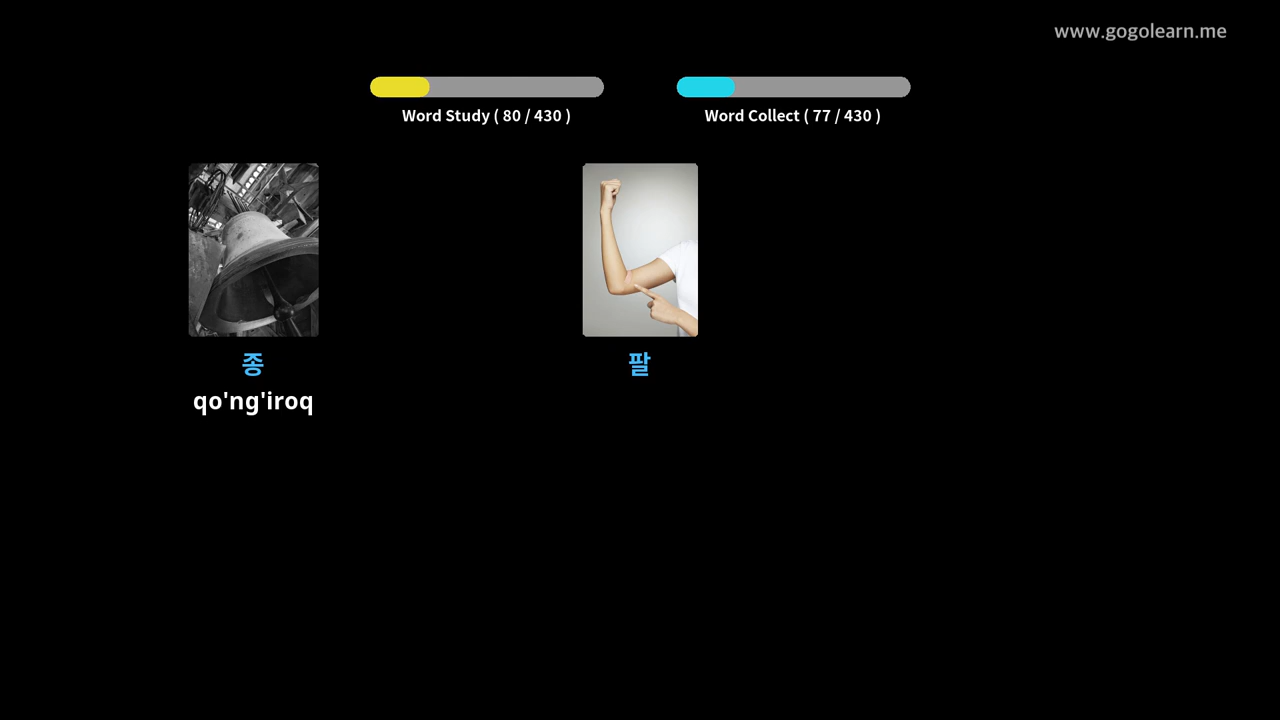 www.gogolearn.me
Word Study ( 80 / 430 )
Word Collect ( 77 / 430 )
종
qo'ng'iroq
팔